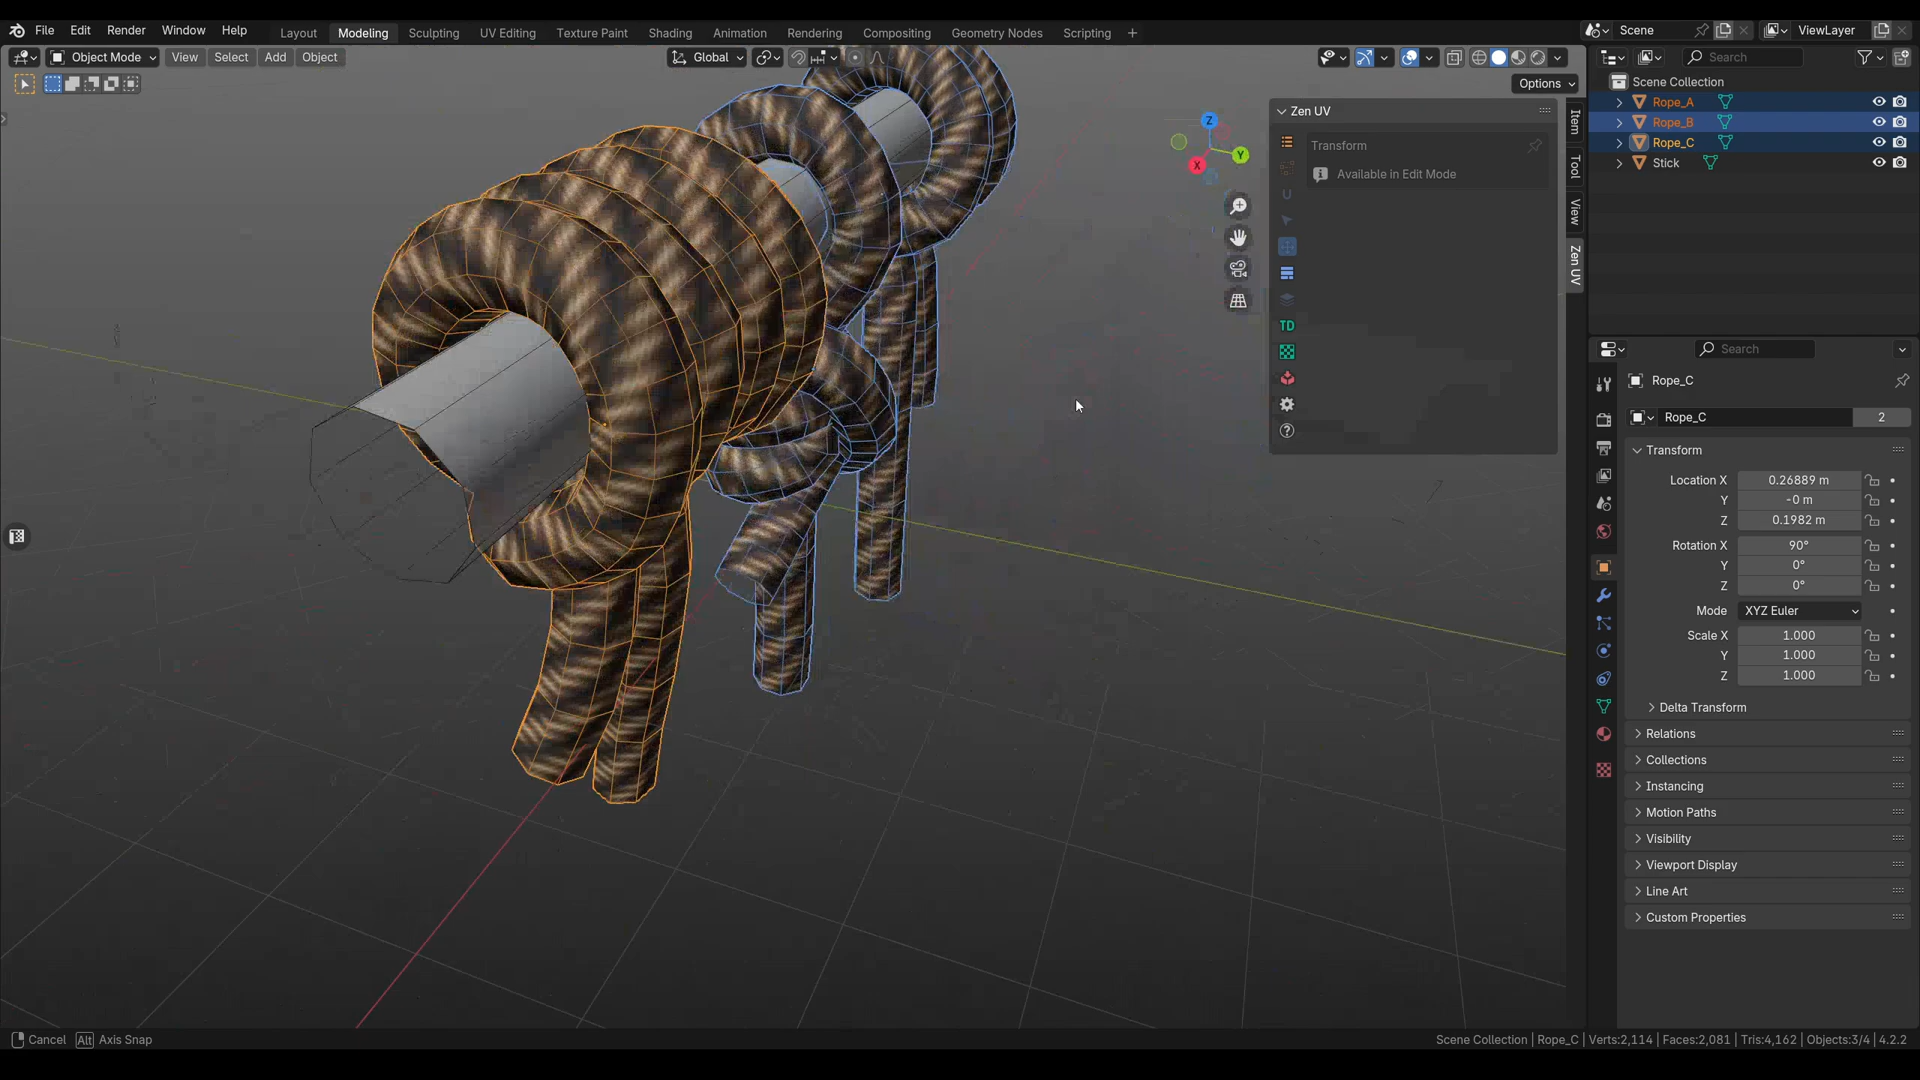 File Edit Render Window Help Layout Modeling Sculpting UV Editing Texture Paint Shading Animation Rendering Compositing Geometry Nodes Scripting + Scene ViewLayer
Object Mode View Select Add Object Global Search
Options
Zen UV
Transform
Available in Edit Mode
TD
Item
Tool
View
Zen UV
Z
Y
X
Scene Collection
Rope_A
Rope_B
Rope_C
Stick
Search
Rope_C
Rope_C 2
Transform
Location X 0.26889 m
Y -0 m
Z 0.1982 m
Rotation X 90°
Y 0°
Z 0°
Mode XYZ Euler
Scale X 1.000
Y 1.000
Z 1.000
Delta Transform
Relations
Collections
Instancing
Motion Paths
Visibility
Viewport Display
Line Art
Custom Properties
Cancel Alt Axis Snap Scene Collection | Rope_C | Verts:2,114 | Faces:2,081 | Tris:4,162 | Objects:3/4 | 4.2.2